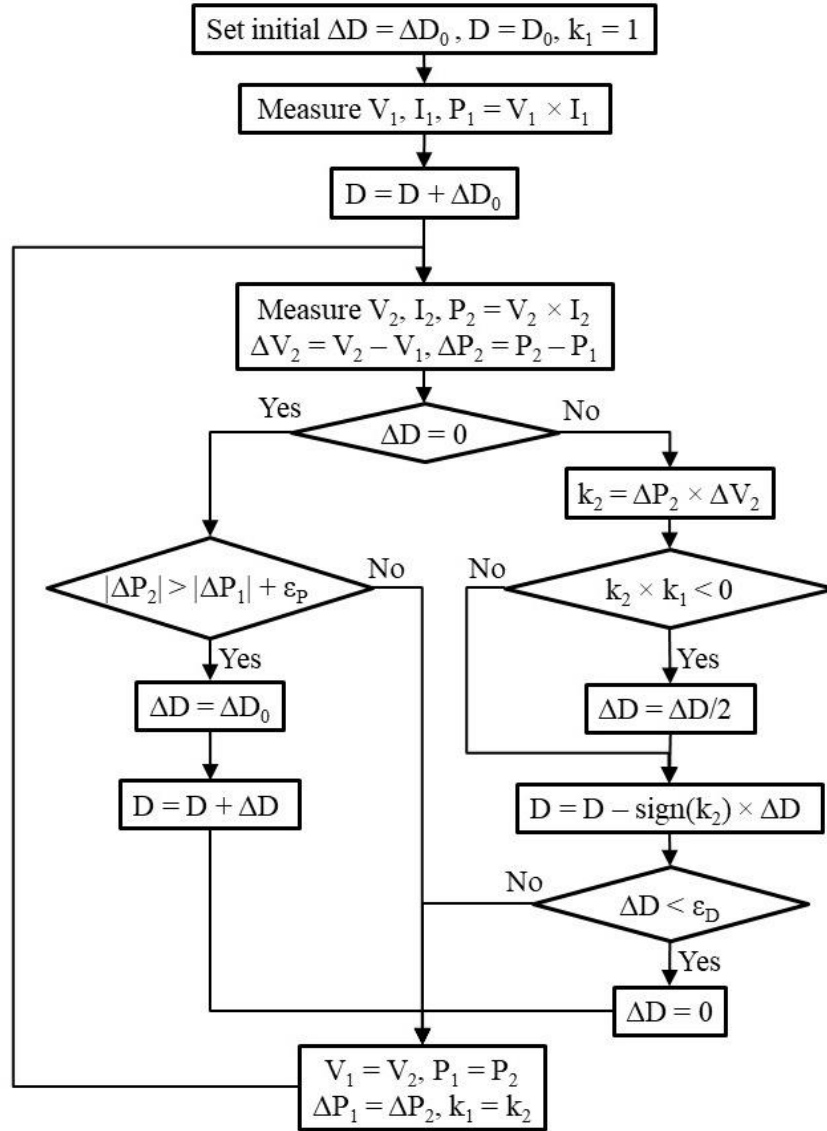 Set initial ΔD = ΔD₀ , D = D₀, k₁ = 1
Measure V₁, I₁, P₁ = V₁ × I₁
D = D + ΔD₀
Measure V₂, I₂, P₂ = V₂ × I₂
ΔV₂ = V₂ – V₁, ΔP₂ = P₂ – P₁
Yes
No
ΔD = 0
k₂ = ΔP₂ × ΔV₂
|ΔP₂| > |ΔP₁| + εₚ
No
No
k₂ × k₁ < 0
Yes
Yes
ΔD = ΔD₀
ΔD = ΔD/2
D = D + ΔD
D = D – sign(k₂) × ΔD
No
ΔD < ε_D
Yes
ΔD = 0
V₁ = V₂, P₁ = P₂
ΔP₁ = ΔP₂, k₁ = k₂